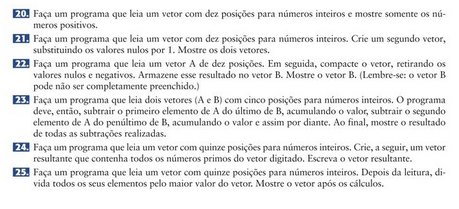 20. Faça um programa que leia um vetor com dez posições para números inteiros e mostre somente os nú-
meros positivos.
21. Faça um programa que leia um vetor com dez posições para números inteiros. Crie um segundo vetor,
substituindo os valores nulos por 1. Mostre os dois vetores.
22. Faça um programa que leia um vetor A de dez posições. Em seguida, compacte o vetor, retirando os
valores nulos e negativos. Armazene esse resultado no vetor B. Mostre o vetor B. (Lembre-se: o vetor B
pode não ser completamente preenchido.)
23. Faça um programa que leia dois vetores (A e B) com cinco posições para números inteiros. O programa
deve, então, subtrair o primeiro elemento de A do último de B, acumulando o valor, subtrair o segundo
elemento de A do penúltimo de B, acumulando o valor e assim por diante. Ao final, mostre o resultado
de todas as subtrações realizadas.
24. Faça um programa que leia um vetor com quinze posições para números inteiros. Crie, a seguir, um vetor
resultante que contenha todos os números primos do vetor digitado. Escreva o vetor resultante.
25. Faça um programa que leia um vetor com quinze posições para números inteiros. Depois da leitura, di-
vida todos os seus elementos pelo maior valor do vetor. Mostre o vetor após os cálculos.